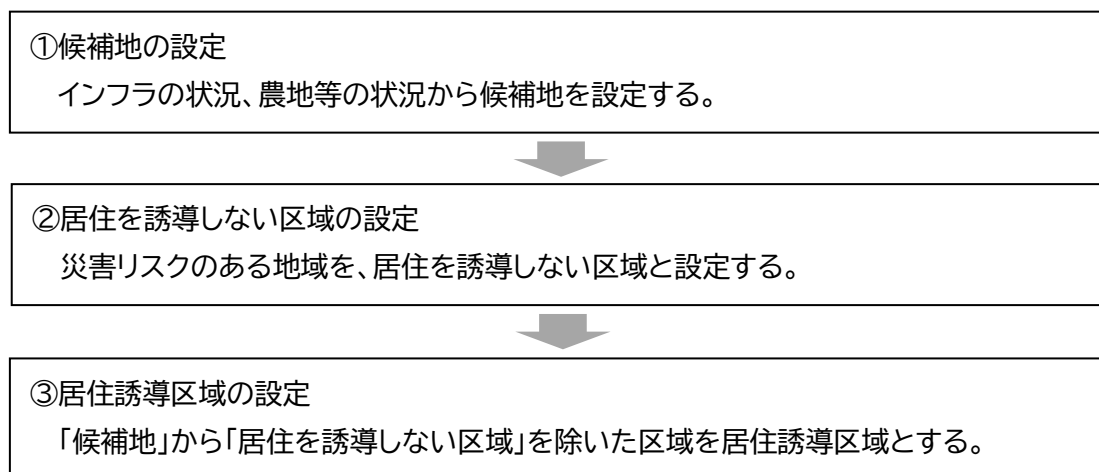 ①候補地の設定
インフラの状況、農地等の状況から候補地を設定する。
②居住を誘導しない区域の設定
災害リスクのある地域を、居住を誘導しない区域と設定する。
③居住誘導区域の設定
「候補地」から「居住を誘導しない区域」を除いた区域を居住誘導区域とする。